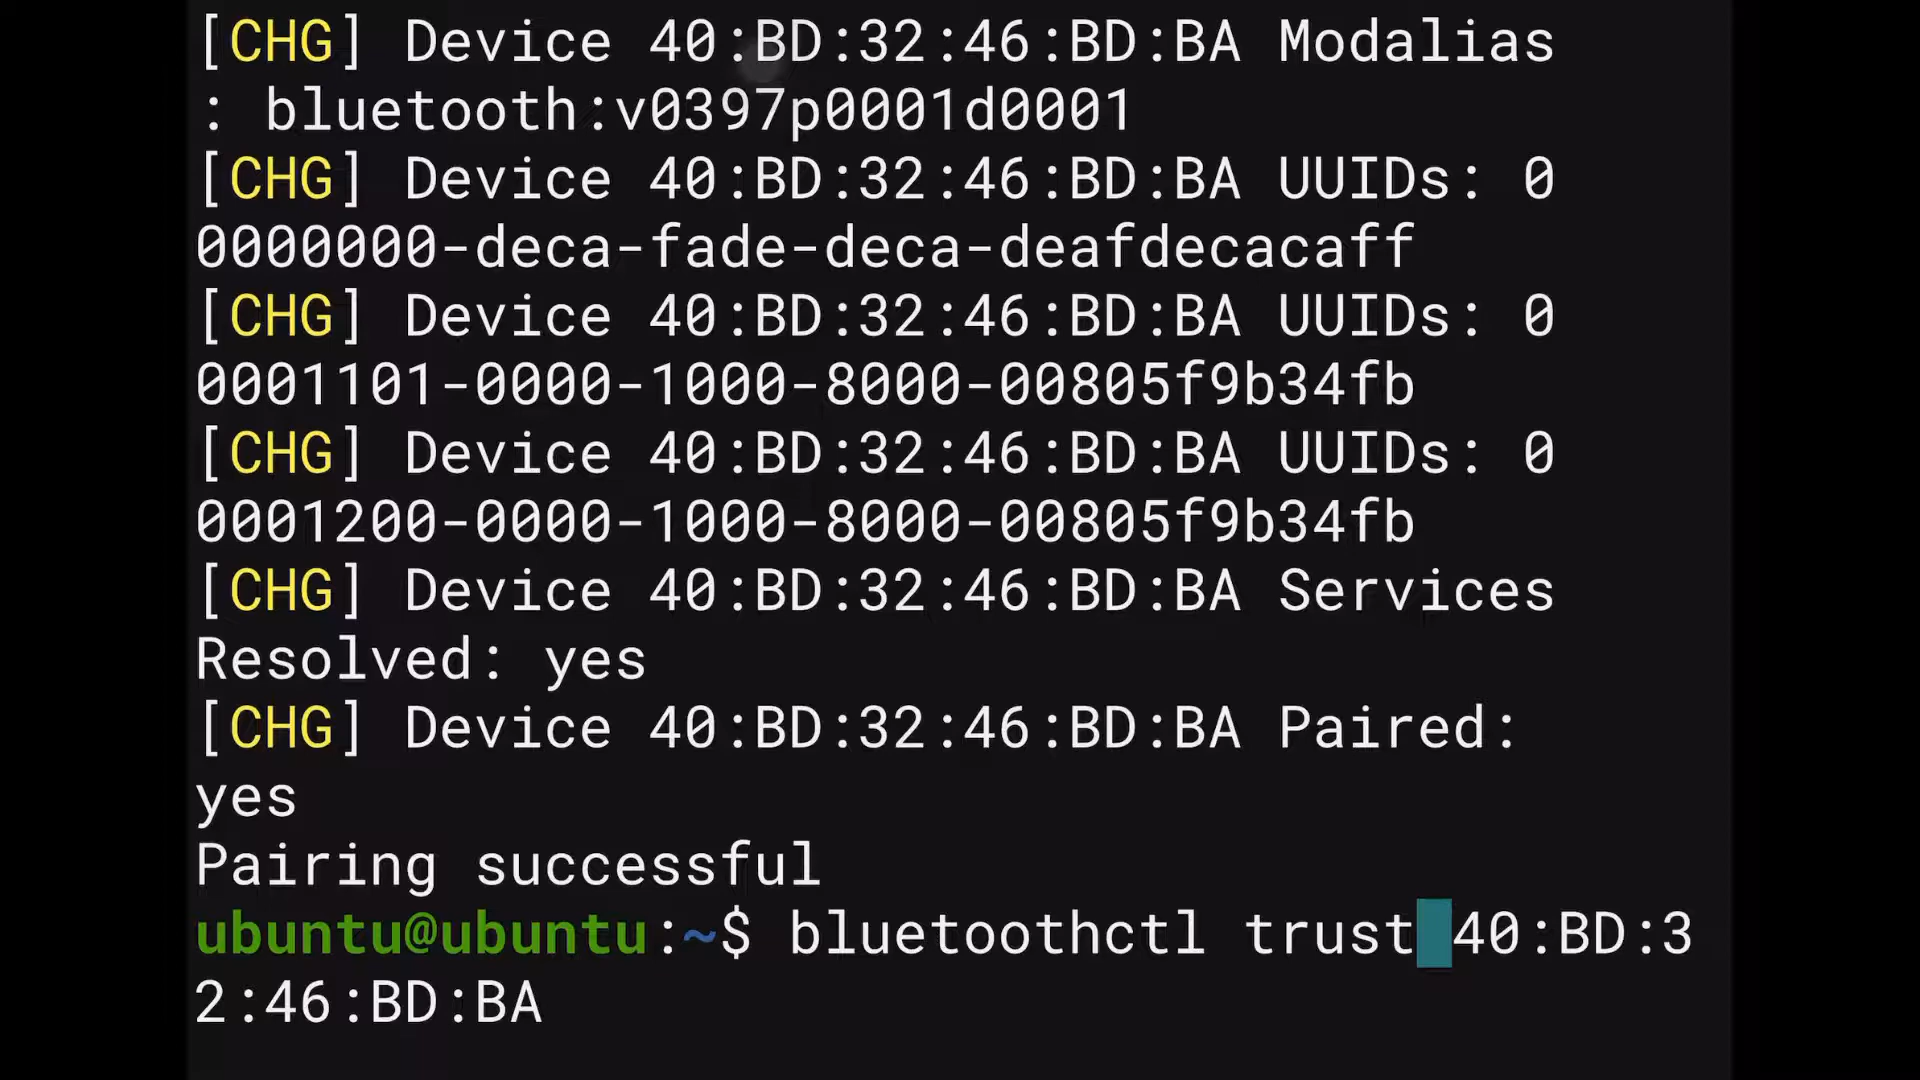 [CHG] Device 40:BD:32:46:BD:BA Modalias
: bluetooth:v0397p0001d0001
[CHG] Device 40:BD:32:46:BD:BA UUIDs: 0
0000000-deca-fade-deca-deafdecacaff
[CHG] Device 40:BD:32:46:BD:BA UUIDs: 0
0001101-0000-1000-8000-00805f9b34fb
[CHG] Device 40:BD:32:46:BD:BA UUIDs: 0
0001200-0000-1000-8000-00805f9b34fb
[CHG] Device 40:BD:32:46:BD:BA Services
Resolved: yes
[CHG] Device 40:BD:32:46:BD:BA Paired:
yes
Pairing successful
ubuntu@ubuntu:~$ bluetoothctl trust 40:BD:3
2:46:BD:BA